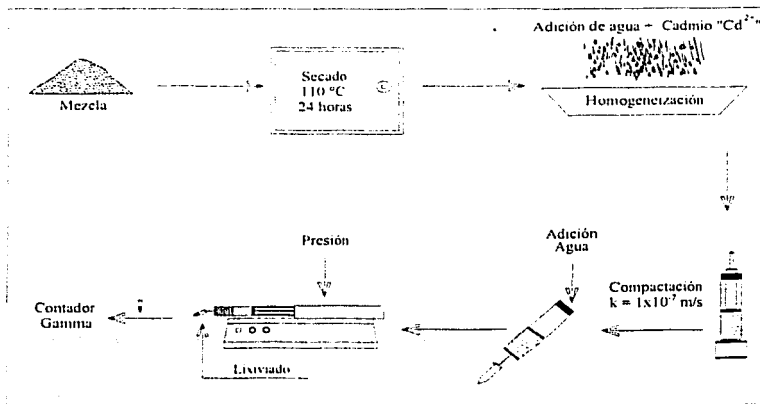 Adición de agua + Cadmio "Cd²⁺"
Mezcla
Secado
110 °C
24 horas
Homogeneización
Compactación
k = 1x10⁻⁷ m/s
Adición
Agua
Presión
Lixiviado
Contador
Gamma